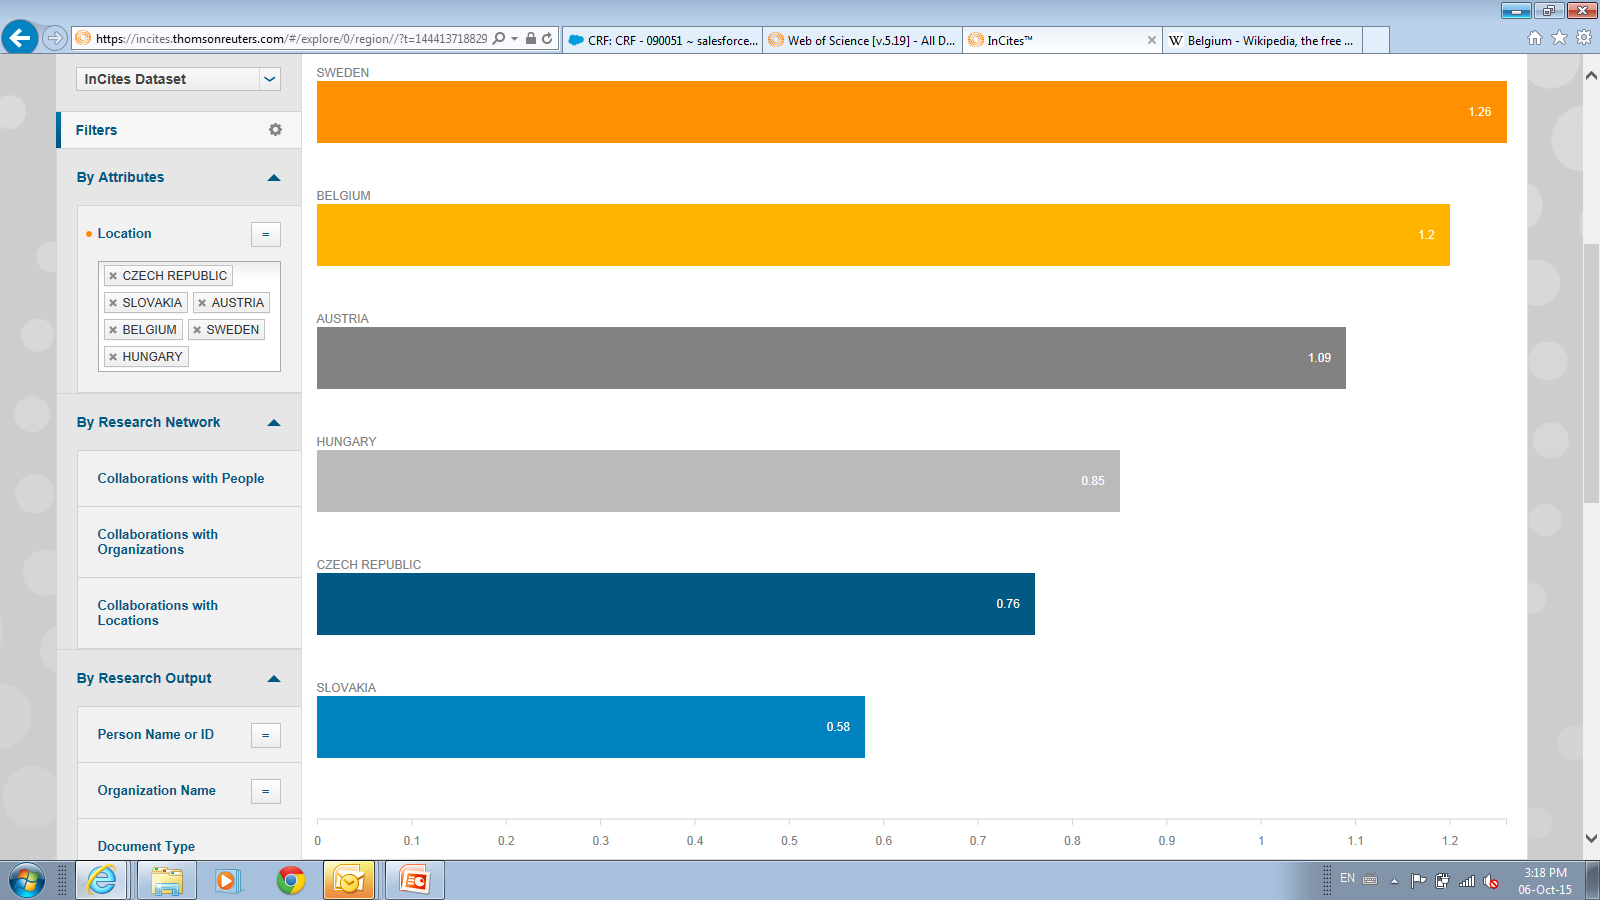 https://incites.thomsonreuters.com/#/explore/0/region//?t=144413718829
CRF: CRF - 090051 ~ salesforce...
Web of Science [v.5.19] - All D...
InCites™
W Belgium - Wikipedia, the free ...
InCites Dataset
Filters
By Attributes
Location
=
CZECH REPUBLIC
SLOVAKIA AUSTRIA
BELGIUM SWEDEN
HUNGARY
By Research Network
Collaborations with People
Collaborations with
Organizations
Collaborations with
Locations
By Research Output
Person Name or ID
=
Organization Name
=
Document Type
SWEDEN
1.26
BELGIUM
1.2
AUSTRIA
1.09
HUNGARY
0.85
CZECH REPUBLIC
0.76
SLOVAKIA
0.58
0 0.1 0.2 0.3 0.4 0.5 0.6 0.7 0.8 0.9 1 1.1 1.2
EN
3:18 PM
06-Oct-15